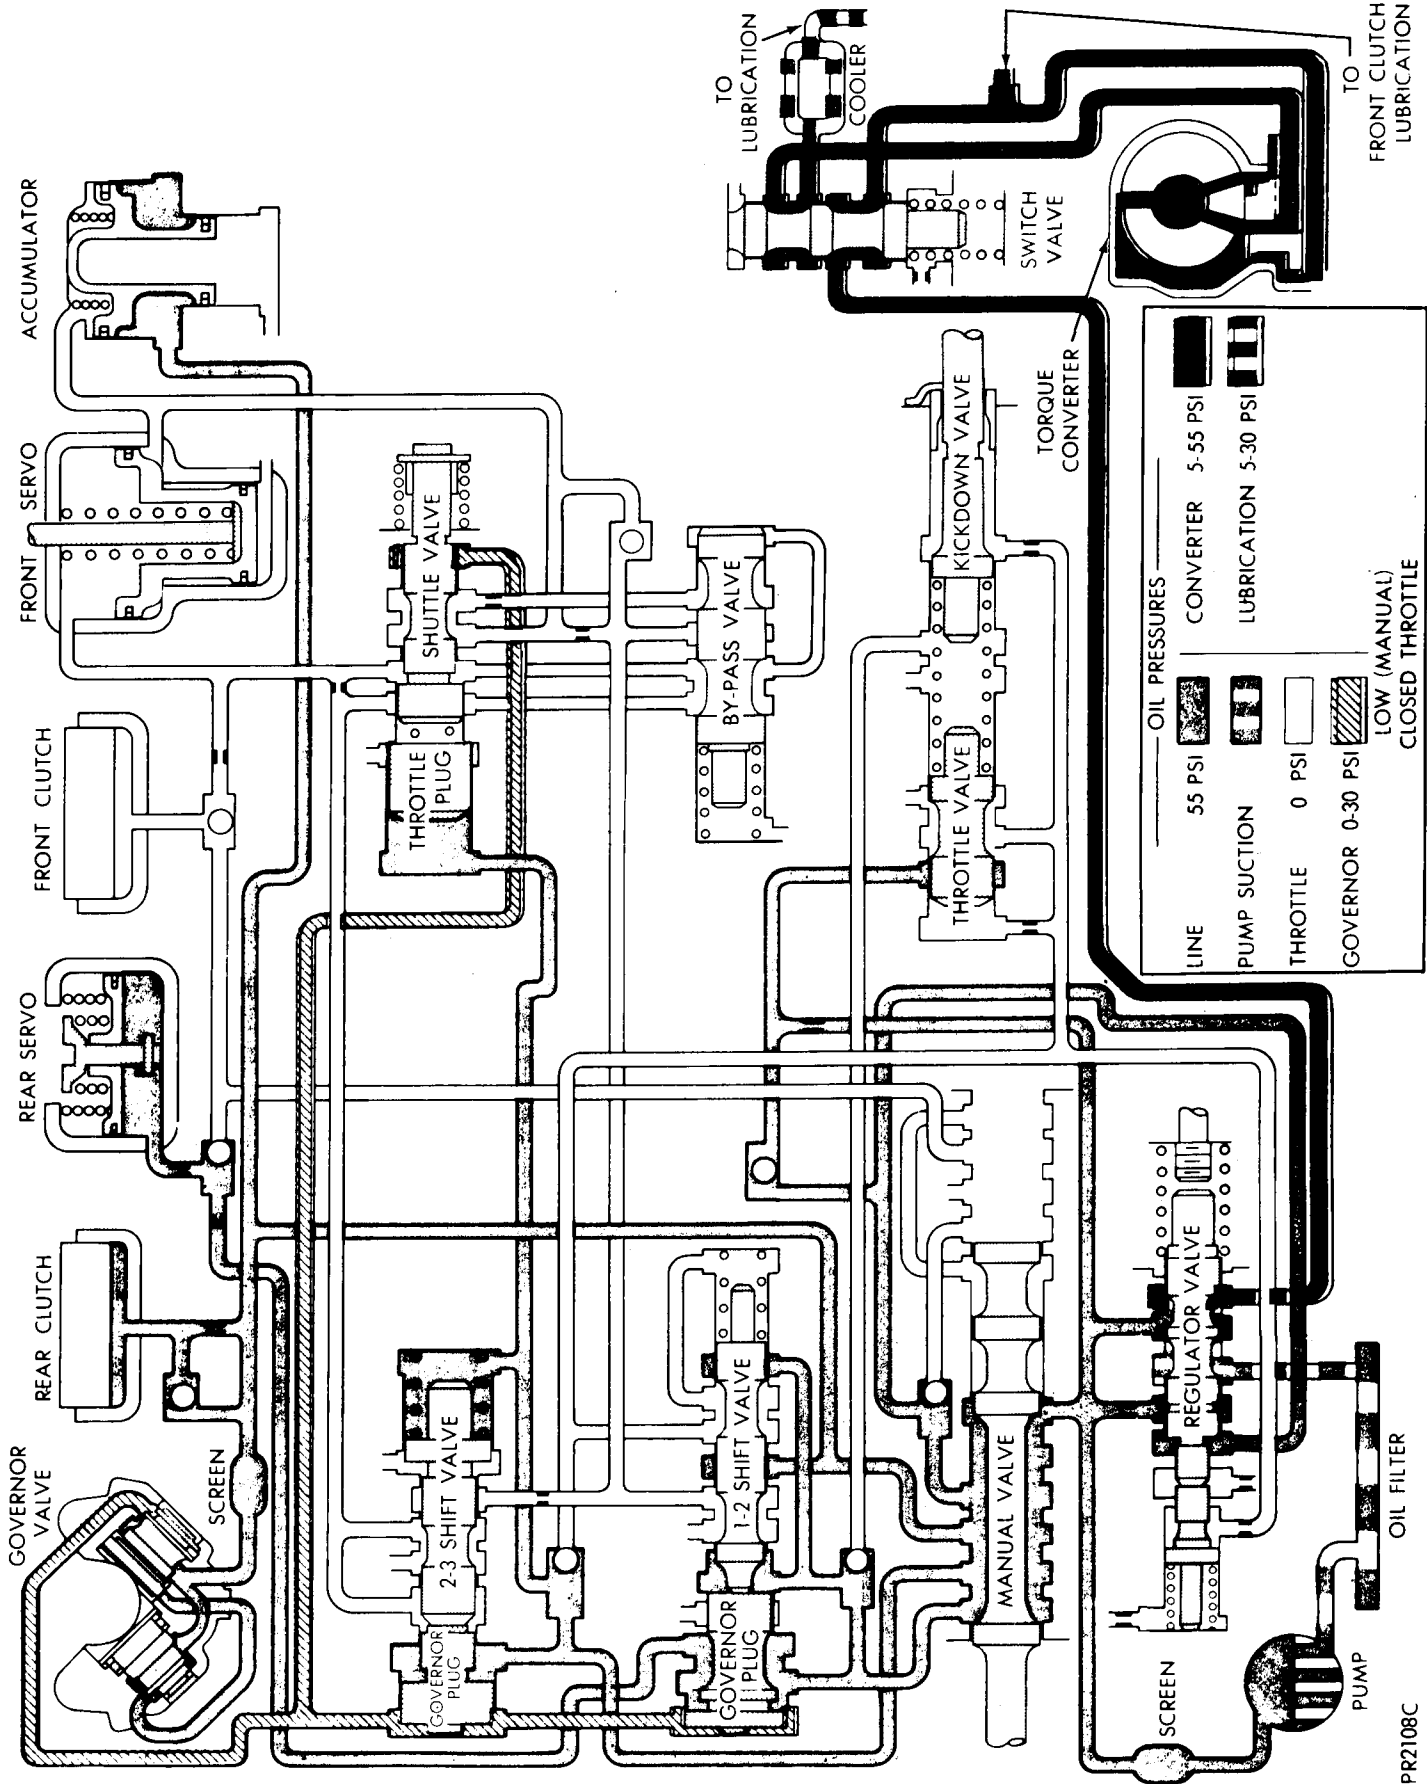 GOVERNOR
VALVE
REAR CLUTCH
REAR SERVO
FRONT CLUTCH
FRONT SERVO
ACCUMULATOR
SCREEN
2-3 SHIFT VALVE
GOVERNOR
PLUG
THROTTLE
PLUG
SHUTTLE VALVE
1-2 SHIFT VALVE
GOVERNOR
PLUG
BY-PASS VALVE
TO
LUBRICATION
COOLER
SWITCH
VALVE
MANUAL VALVE
THROTTLE VALVE
KICKDOWN VALVE
TORQUE
CONVERTER
REGULATOR VALVE
SCREEN
PUMP
OIL FILTER
TO
FRONT CLUTCH
LUBRICATION
OIL PRESSURES
LINE 55 PSI
CONVERTER 5-55 PSI
PUMP SUCTION
LUBRICATION 5-30 PSI
THROTTLE 0 PSI
GOVERNOR 0-30 PSI
LOW (MANUAL)
CLOSED THROTTLE
PR2108C